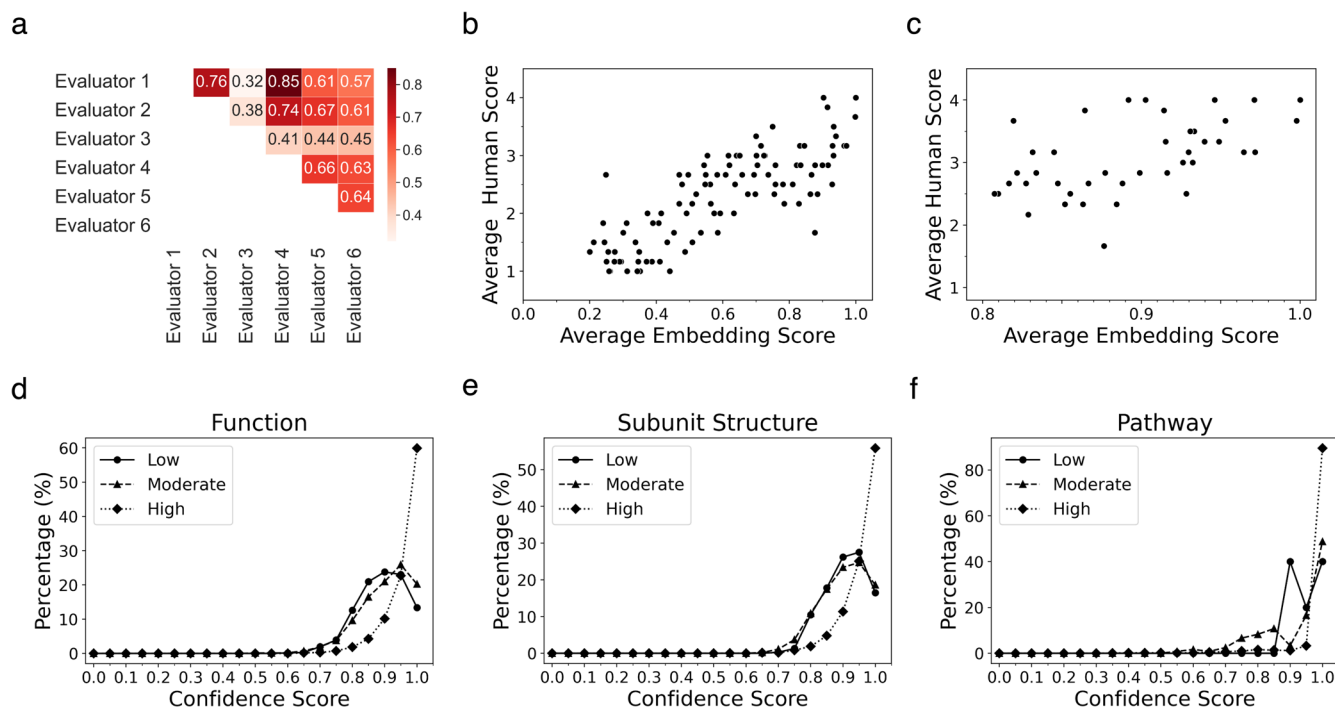 a
Evaluator 1
Evaluator 2
Evaluator 3
Evaluator 4
Evaluator 5
Evaluator 6
0.76 0.32 0.85 0.61 0.57
0.38 0.74 0.67 0.61
0.41 0.44 0.45
0.66 0.63
0.64
0.8
0.7
0.6
0.5
0.4
Evaluator 1
Evaluator 2
Evaluator 3
Evaluator 4
Evaluator 5
Evaluator 6
b
Average Human Score
4
3
2
1
0.0 0.2 0.4 0.6 0.8 1.0
Average Embedding Score
c
Average Human Score
4
3
2
1
0.8 0.9 1.0
Average Embedding Score
d
Function
Low
Moderate
High
Percentage (%)
60
50
40
30
20
10
0
0.0 0.1 0.2 0.3 0.4 0.5 0.6 0.7 0.8 0.9 1.0
Confidence Score
e
Subunit Structure
Low
Moderate
High
Percentage (%)
50
40
30
20
10
0
0.0 0.1 0.2 0.3 0.4 0.5 0.6 0.7 0.8 0.9 1.0
Confidence Score
f
Pathway
Low
Moderate
High
Percentage (%)
80
60
40
20
0
0.0 0.1 0.2 0.3 0.4 0.5 0.6 0.7 0.8 0.9 1.0
Confidence Score